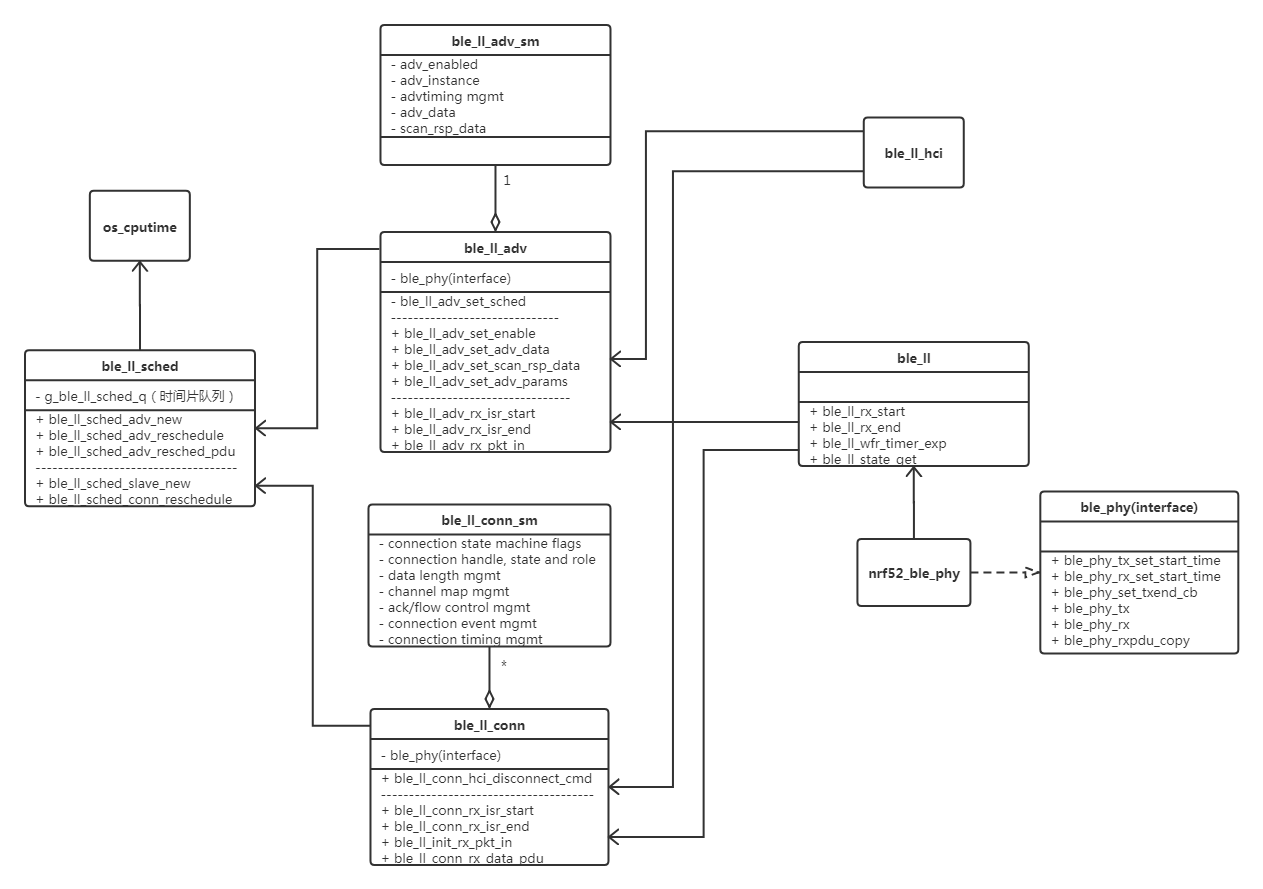 ble_ll_adv_sm
- adv_enabled
- adv_instance
- advtiming mgmt
- adv_data
- scan_rsp_data
1
ble_ll_hci
os_cputime
ble_ll_adv
- ble_phy(interface)
- ble_ll_adv_set_sched
------------------------------
+ ble_ll_adv_set_enable
+ ble_ll_adv_set_adv_data
+ ble_ll_adv_set_scan_rsp_data
+ ble_ll_adv_set_adv_params
--------------------------------
+ ble_ll_adv_rx_isr_start
+ ble_ll_adv_rx_isr_end
+ ble_ll_adv_rx_pkt_in
ble_ll_sched
- g_ble_ll_sched_q（时间片队列）
+ ble_ll_sched_adv_new
+ ble_ll_sched_adv_reschedule
+ ble_ll_sched_adv_resched_pdu
------------------------------------
+ ble_ll_sched_slave_new
+ ble_ll_sched_conn_reschedule
ble_ll
+ ble_ll_rx_start
+ ble_ll_rx_end
+ ble_ll_wfr_timer_exp
+ ble_ll_state_get
ble_ll_conn_sm
- connection state machine flags
- connection handle, state and role
- data length mgmt
- channel map mgmt
- ack/flow control mgmt
- connection event mgmt
- connection timing mgmt
*
nrf52_ble_phy
ble_phy(interface)
+ ble_phy_tx_set_start_time
+ ble_phy_rx_set_start_time
+ ble_phy_set_txend_cb
+ ble_phy_tx
+ ble_phy_rx
+ ble_phy_rxpdu_copy
ble_ll_conn
- ble_phy(interface)
+ ble_ll_conn_hci_disconnect_cmd
--------------------------------------
+ ble_ll_conn_rx_isr_start
+ ble_ll_conn_rx_isr_end
+ ble_ll_init_rx_pkt_in
+ ble_ll_conn_rx_data_pdu